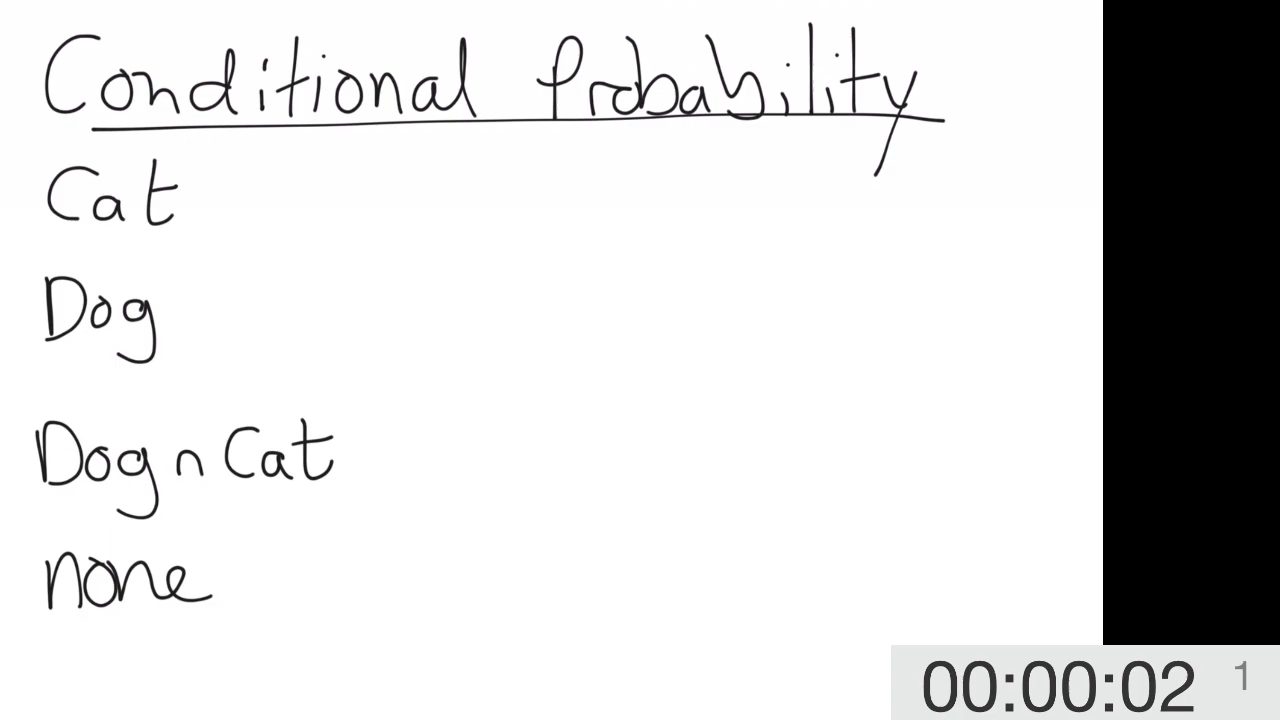 Conditional Probability
Cat
Dog
Dog ∩ Cat
none
00:00:02 1